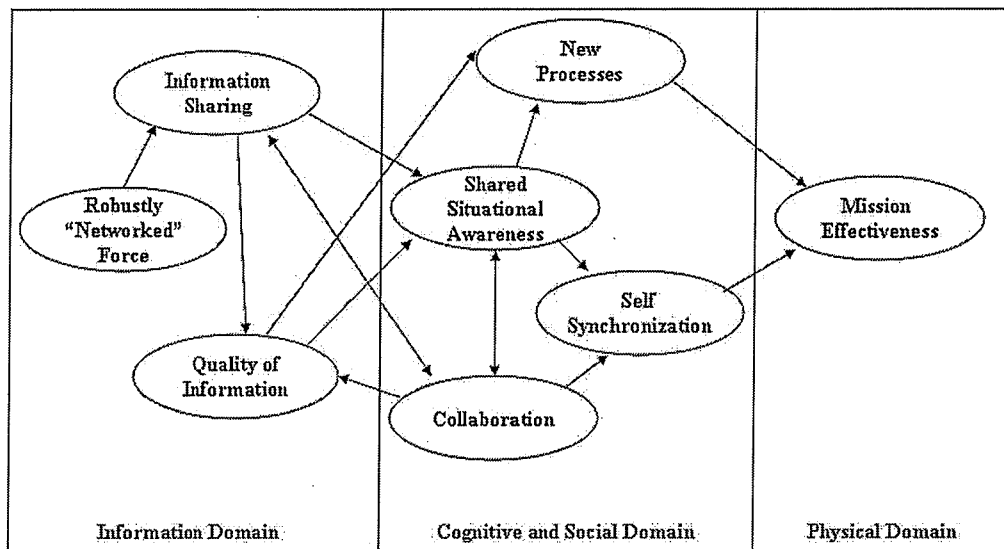 New
Processes
Information
Sharing
Robustly
“Networked”
Force
Shared
Situational
Awareness
Mission
Effectiveness
Self
Synchronization
Quality of
Information
Collaboration
Information Domain
Cognitive and Social Domain
Physical Domain